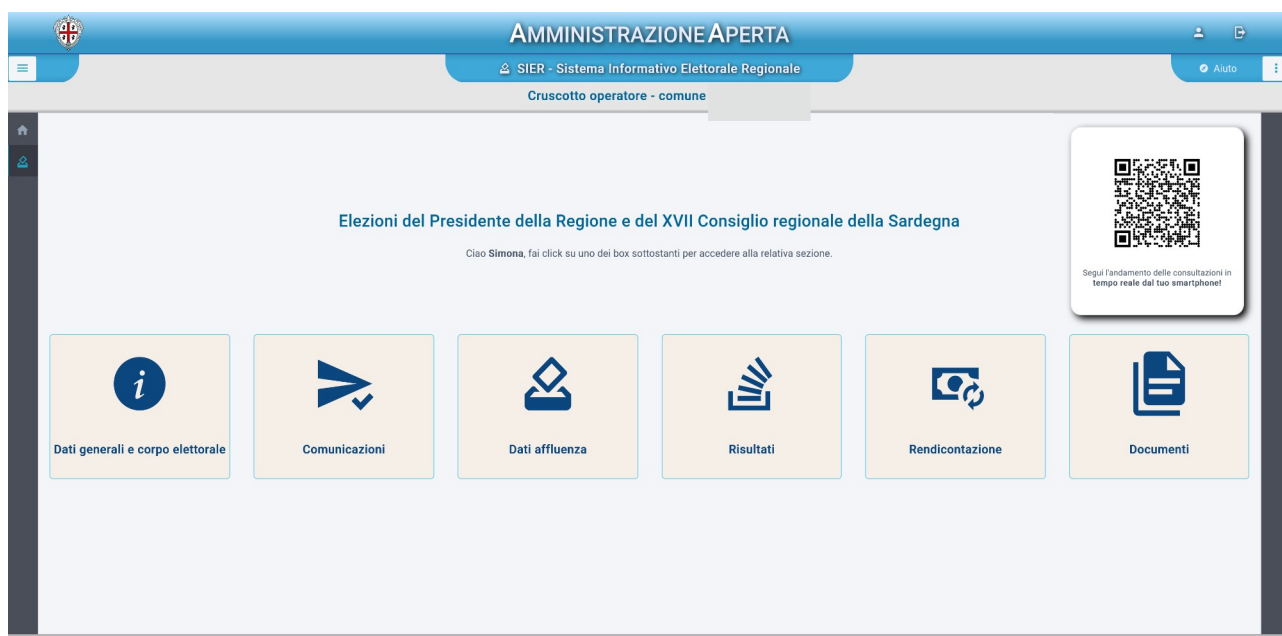 AMMINISTRAZIONE APERTA
SIER - Sistema Informativo Elettorale Regionale
Aiuto
Cruscotto operatore - comune
Elezioni del Presidente della Regione e del XVII Consiglio regionale della Sardegna
Ciao Simona, fai click su uno dei box sottostanti per accedere alla relativa sezione.
Segui l'andamento delle consultazioni in
tempo reale dal tuo smartphone!
Dati generali e corpo elettorale
Comunicazioni
Dati affluenza
Risultati
Rendicontazione
Documenti